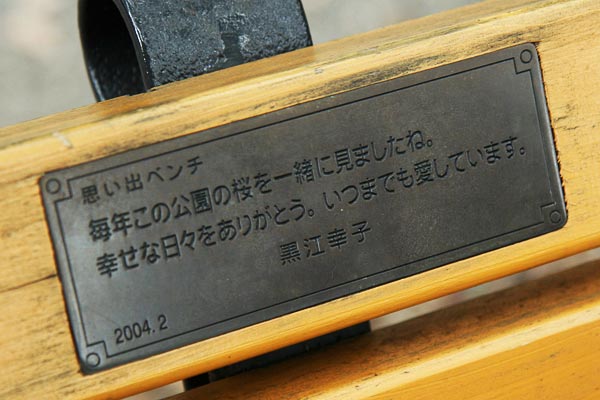 思い出ベンチ
毎年この公園の桜を一緒に見ましたね。
幸せな日々をありがとう。いつまでも愛しています。
黒江幸子
2004.2